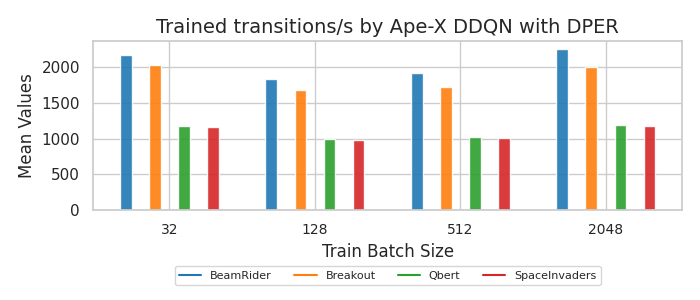 Trained transitions/s by Ape-X DDQN with DPER
Mean Values
2000
1500
1000
500
0
32 128 512 2048
Train Batch Size
BeamRider Breakout Qbert SpaceInvaders